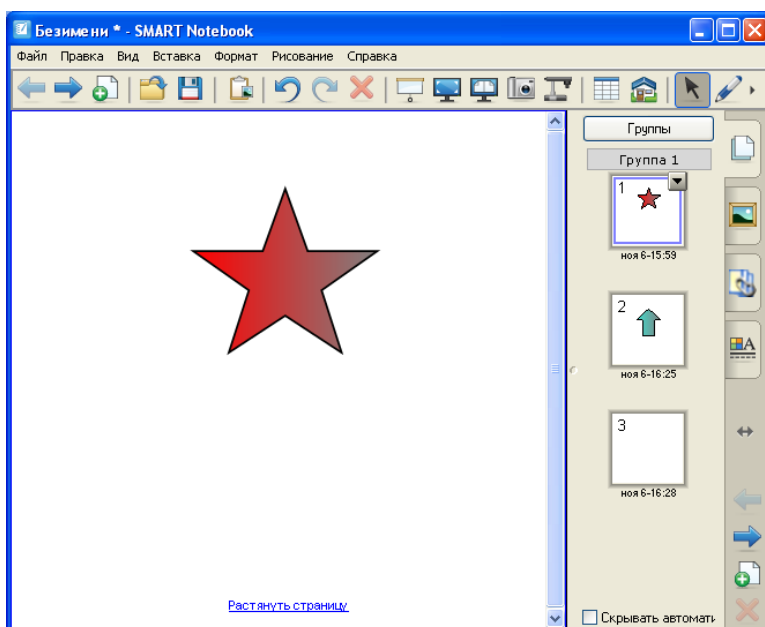 Безимени * - SMART Notebook
Файл Правка Вид Вставка Формат Рисование Справка
Группы
Группа 1
1
ноя 6-15:59
2
ноя 6-16:25
3
ноя 6-16:28
A
Растянуть страницу
Скрывать автомати